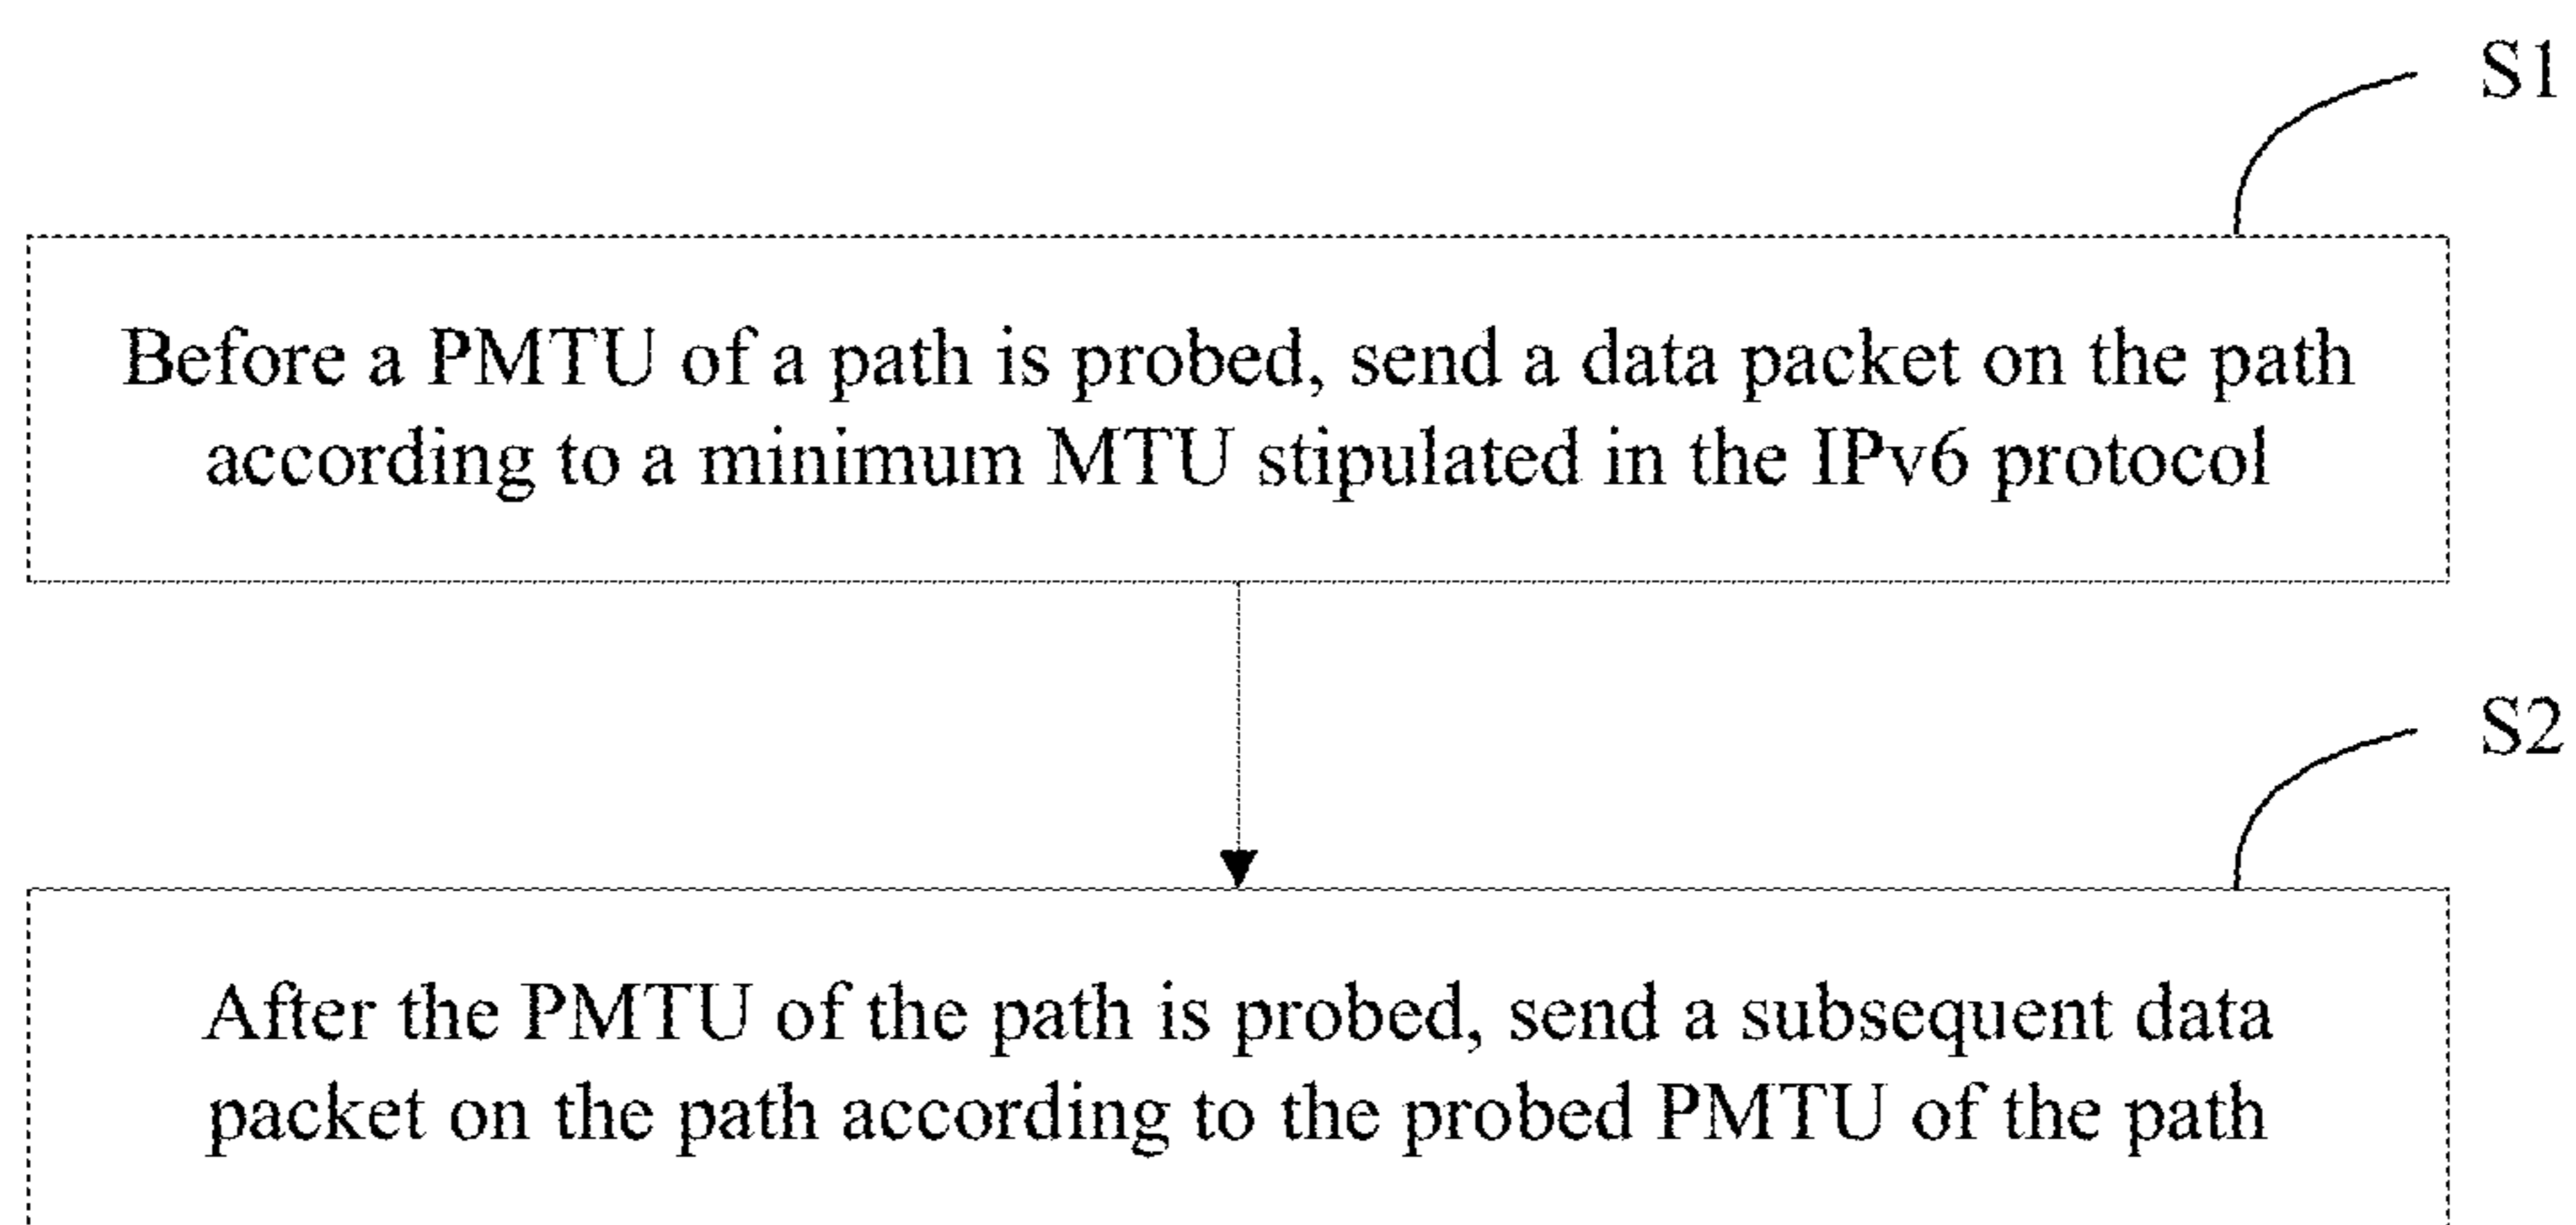 S1
Before a PMTU of a path is probed, send a data packet on the path
according to a minimum MTU stipulated in the IPv6 protocol
S2
After the PMTU of the path is probed, send a subsequent data
packet on the path according to the probed PMTU of the path